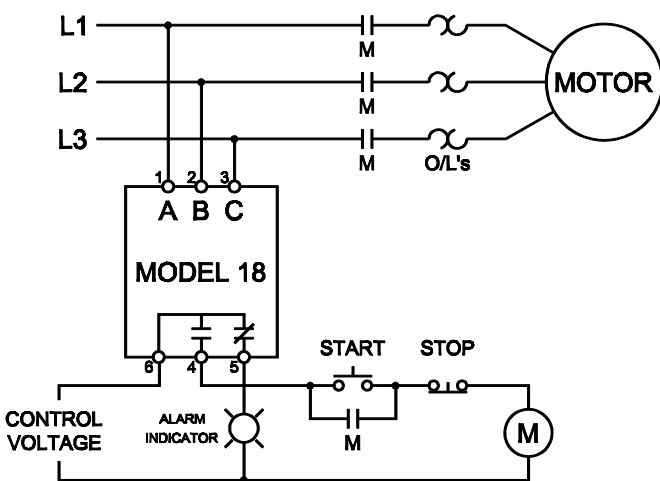 L1
M
L2
M
MOTOR
L3
M
O/L's
1 2 3
A B C
MODEL 18
6 4 5
START STOP
CONTROL
VOLTAGE
ALARM
INDICATOR
M
M